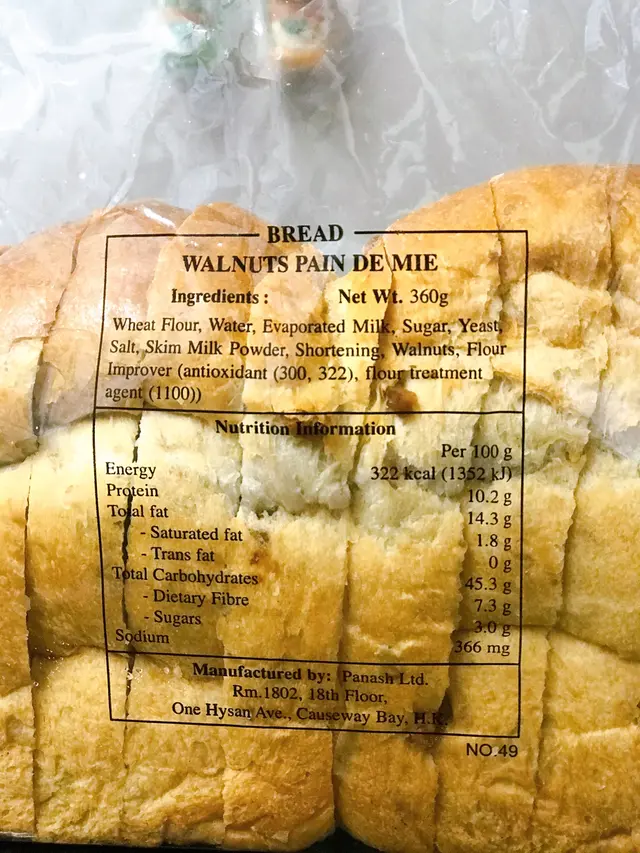 BREAD
WALNUTS PAIN DE MIE
Ingredients : Net Wt. 360g
Wheat Flour, Water, Evaporated Milk, Sugar, Yeast,
Salt, Skim Milk Powder, Shortening, Walnuts, Flour
Improver (antioxidant (300, 322), flour treatment
agent (1100))
Nutrition Information
Per 100 g
Energy 322 kcal (1352 kJ)
Protein 10.2 g
Total fat 14.3 g
- Saturated fat 1.8 g
- Trans fat 0 g
Total Carbohydrates 45.3 g
- Dietary Fibre 7.3 g
- Sugars 3.0 g
Sodium 366 mg
Manufactured by: Panash Ltd.
Rm.1802, 18th Floor,
One Hysan Ave., Causeway Bay, H.K.
NO.49